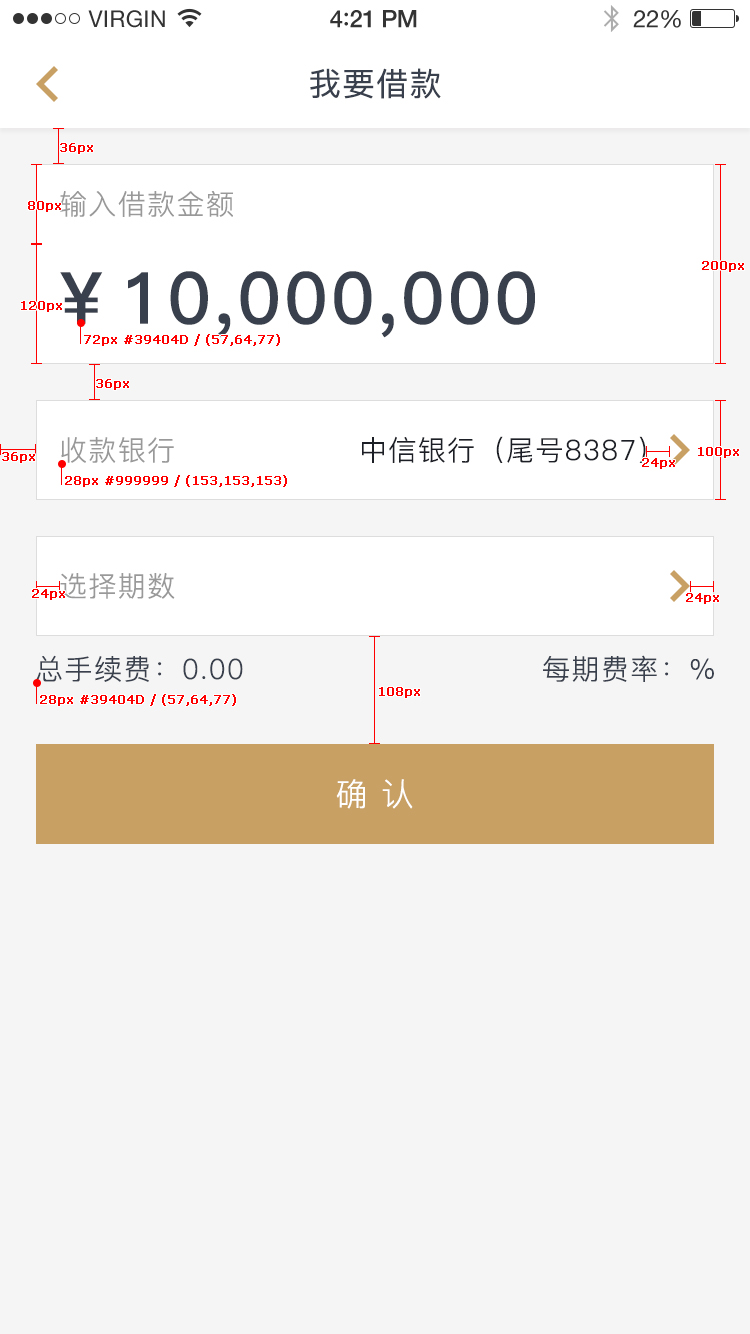 VIRGIN 4:21 PM 22%
我要借款
36px
80px 输入借款金额
200px
120px ¥ 10,000,000
72px #39404D / (57,64,77)
36px
36px 收款银行 中信银行（尾号8387） 24px 100px
28px #999999 / (153,153,153)
24px 选择期数 24px
总手续费：0.00 每期费率：%
28px #39404D / (57,64,77) 108px
确 认